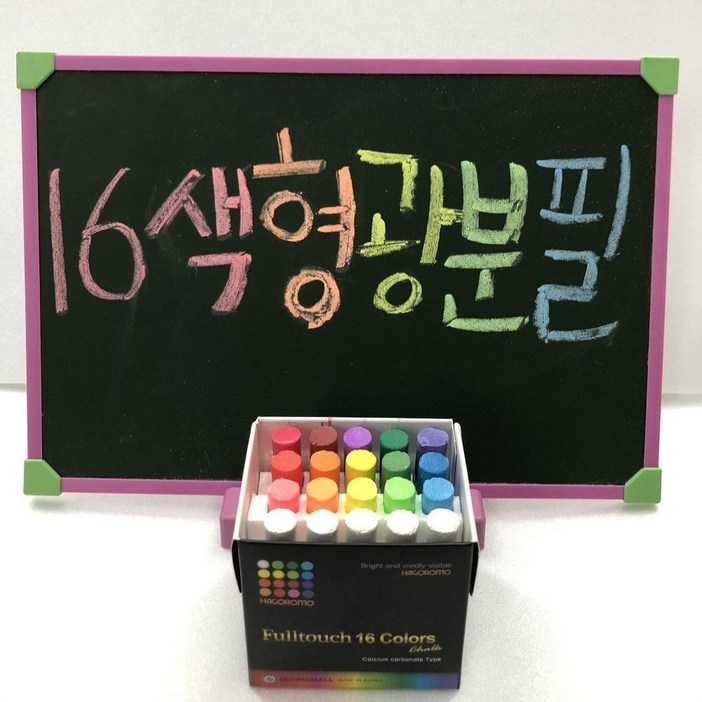 16색형광분필
Bright and vividly visible
HAGOROMO
HAGOROMO
Fulltouch 16 Colors
Chalk
Calcium carbonate Type
MADE IN KOREA